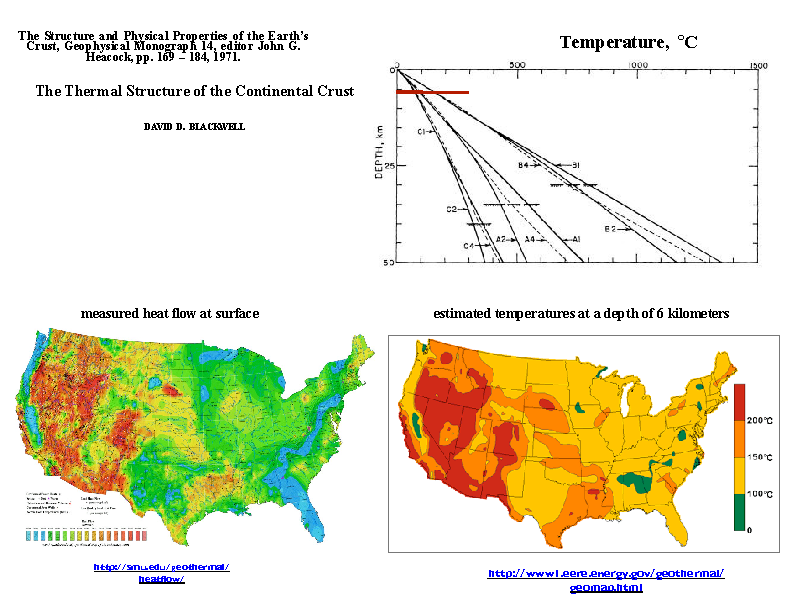 The Structure and Physical Properties of the Earth's
Crust, Geophysical Monograph 14, editor John G.
Heacock, pp. 169 – 184, 1971.
The Thermal Structure of the Continental Crust
DAVID D. BLACKWELL
Temperature, °C
0 500 1000 1500
0
25
50
DEPTH, km
C1
B4 B1
C2
B2
C4 A2 A4 A1
measured heat flow at surface
estimated temperatures at a depth of 6 kilometers
200°C
150°C
100°C
0
http://smu.edu/geothermal/
heatflow/
http://www1.eere.energy.gov/geothermal/
geomap.html